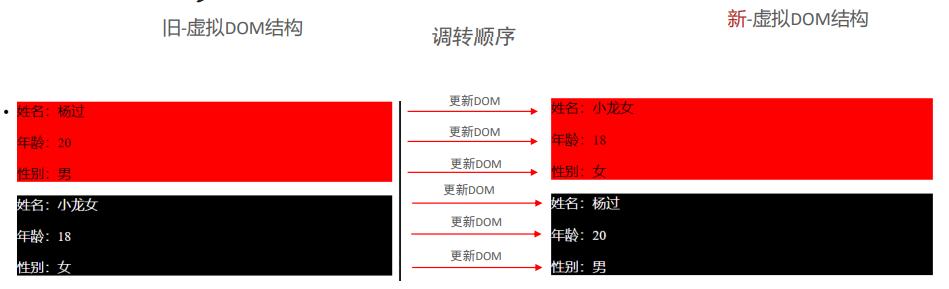 旧-虚拟DOM结构
调转顺序
新-虚拟DOM结构
姓名：杨过
年龄：20
性别：男
姓名：小龙女
年龄：18
性别：女
更新DOM
更新DOM
更新DOM
更新DOM
更新DOM
更新DOM
姓名：小龙女
年龄：18
性别：女
姓名：杨过
年龄：20
性别：男